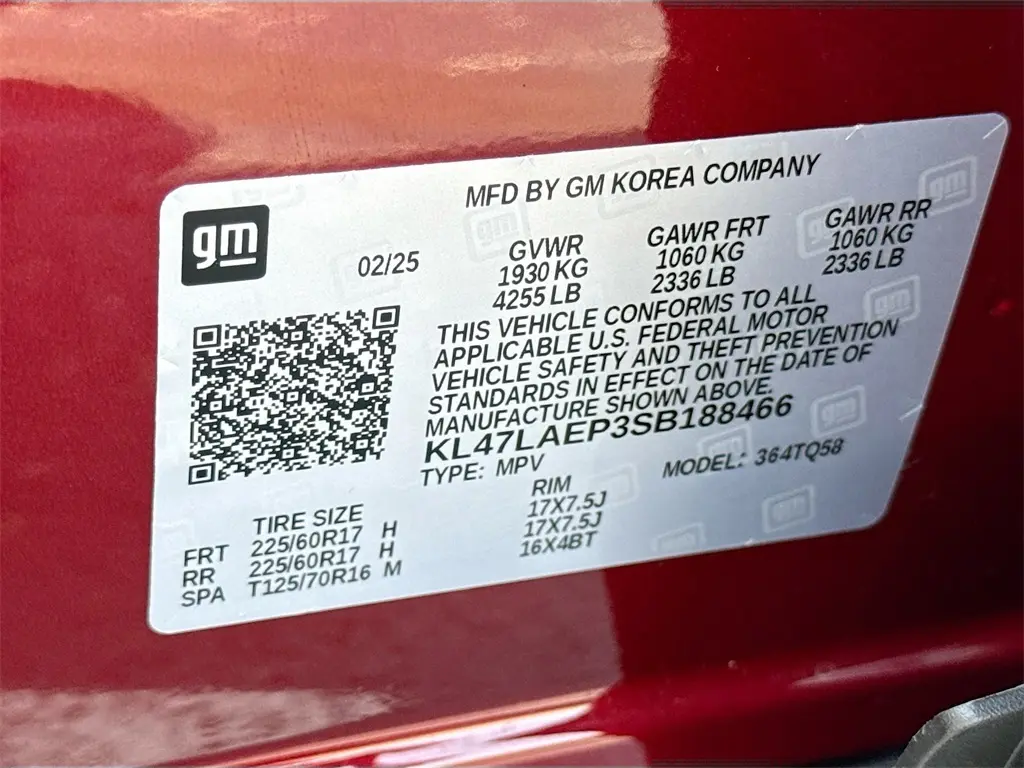 MFD BY GM KOREA COMPANY
gm
02/25
GVWR
1930 KG
4255 LB
GAWR FRT
1060 KG
2336 LB
GAWR RR
1060 KG
2336 LB
THIS VEHICLE CONFORMS TO ALL
APPLICABLE U.S. FEDERAL MOTOR
VEHICLE SAFETY AND THEFT PREVENTION
STANDARDS IN EFFECT ON THE DATE OF
MANUFACTURE SHOWN ABOVE.
KL47LAEP3SB188466
TYPE: MPV MODEL: 364TQ58
TIRE SIZE RIM
FRT 225/60R17 H 17X7.5J
RR 225/60R17 H 17X7.5J
SPA T125/70R16 M 16X4BT